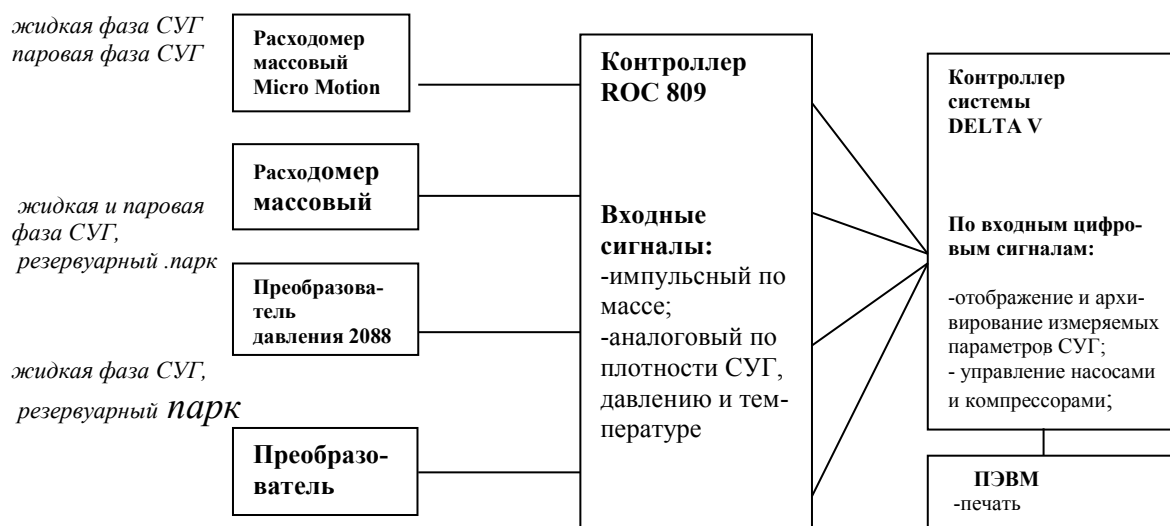 жидкая фаза СУГ
паровая фаза СУГ
Расходомер
массовый
Micro Motion
Расходомер
массовый
жидкая и паровая
фаза СУГ,
резервуарный .парк
Преобразова-
тель
давления 2088
жидкая фаза СУГ,
резервуарный парк
Преобразо-
ватель
Контроллер
ROC 809
Входные
сигналы:
-импульсный по
массе;
-аналоговый по
плотности СУГ,
давлению и тем-
пературе
Контроллер
системы
DELTA V
По входным цифро-
вым сигналам:
-отображение и архи-
вирование измеряемых
параметров СУГ;
- управление насосами
и компрессорами;
ПЭВМ
-печать